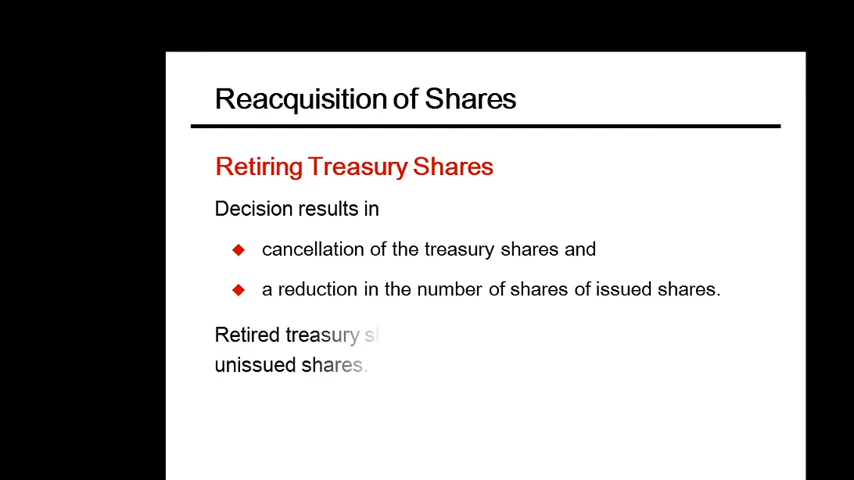 Reacquisition of Shares
Retiring Treasury Shares
Decision results in
cancellation of the treasury shares and
a reduction in the number of shares of issued shares.
Retired treasury
unissued shares.